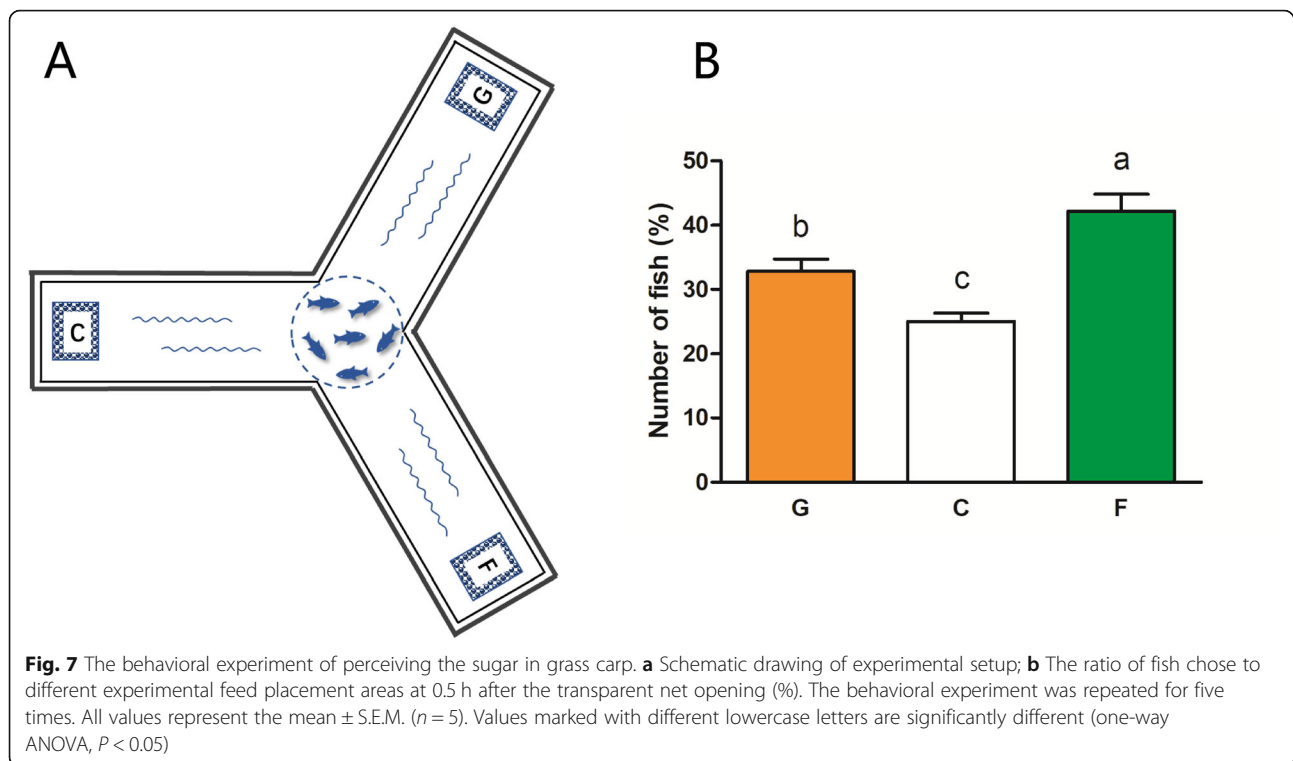 A
G
C
F
B
Number of fish (%)
50
40
30
20
10
0
b
c
a
G
C
F
Fig. 7 The behavioral experiment of perceiving the sugar in grass carp. a Schematic drawing of experimental setup; b The ratio of fish chose to
different experimental feed placement areas at 0.5 h after the transparent net opening (%). The behavioral experiment was repeated for five
times. All values represent the mean ± S.E.M. (n = 5). Values marked with different lowercase letters are significantly different (one-way
ANOVA, P < 0.05)